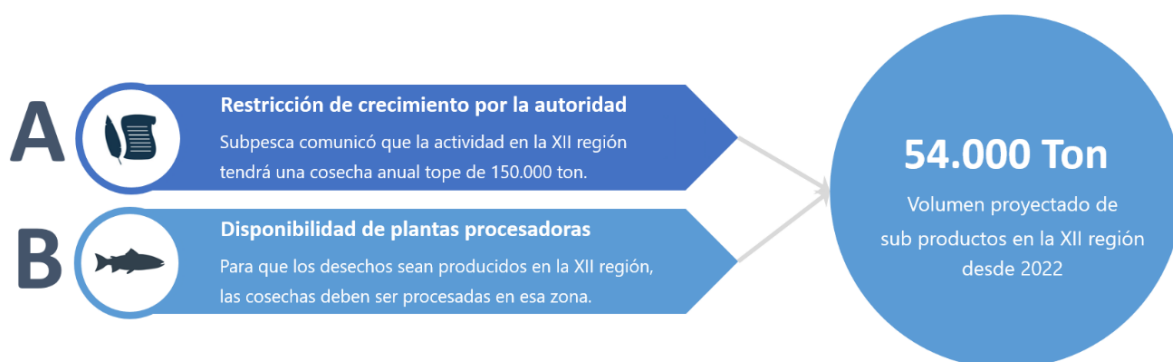 A
Restricción de crecimiento por la autoridad
Subpesca comunicó que la actividad en la XII región
tendrá una cosecha anual tope de 150.000 ton.
B
Disponibilidad de plantas procesadoras
Para que los desechos sean producidos en la XII región,
las cosechas deben ser procesadas en esa zona.
54.000 Ton
Volumen proyectado de
sub productos en la XII región
desde 2022